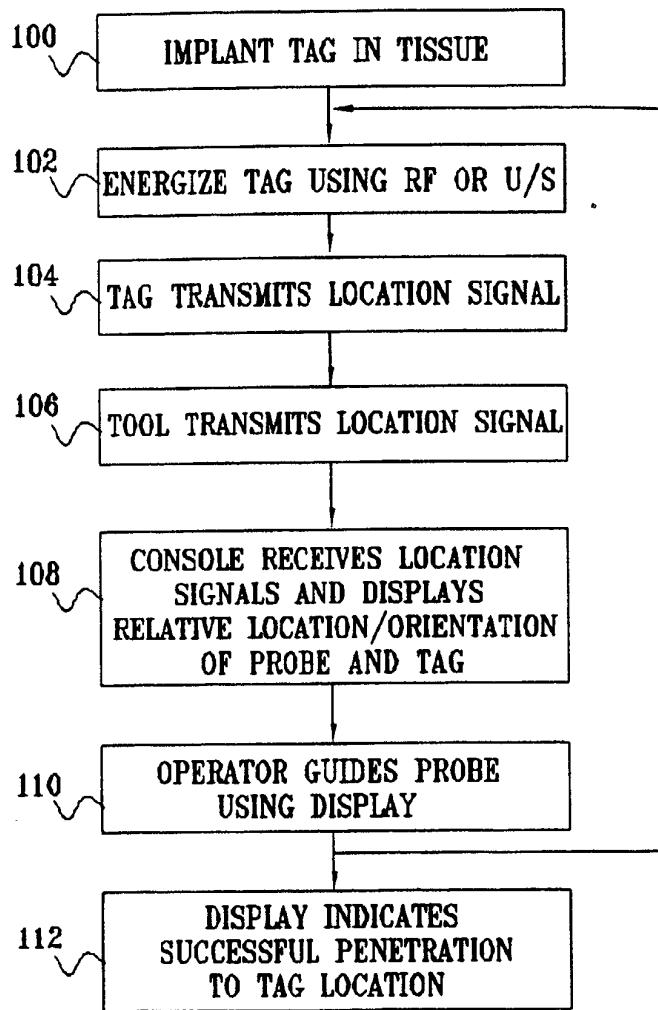 100
IMPLANT TAG IN TISSUE
102
ENERGIZE TAG USING RF OR U/S
104
TAG TRANSMITS LOCATION SIGNAL
106
TOOL TRANSMITS LOCATION SIGNAL
108
CONSOLE RECEIVES LOCATION
SIGNALS AND DISPLAYS
RELATIVE LOCATION/ORIENTATION
OF PROBE AND TAG
110
OPERATOR GUIDES PROBE
USING DISPLAY
112
DISPLAY INDICATES
SUCCESSFUL PENETRATION
TO TAG LOCATION